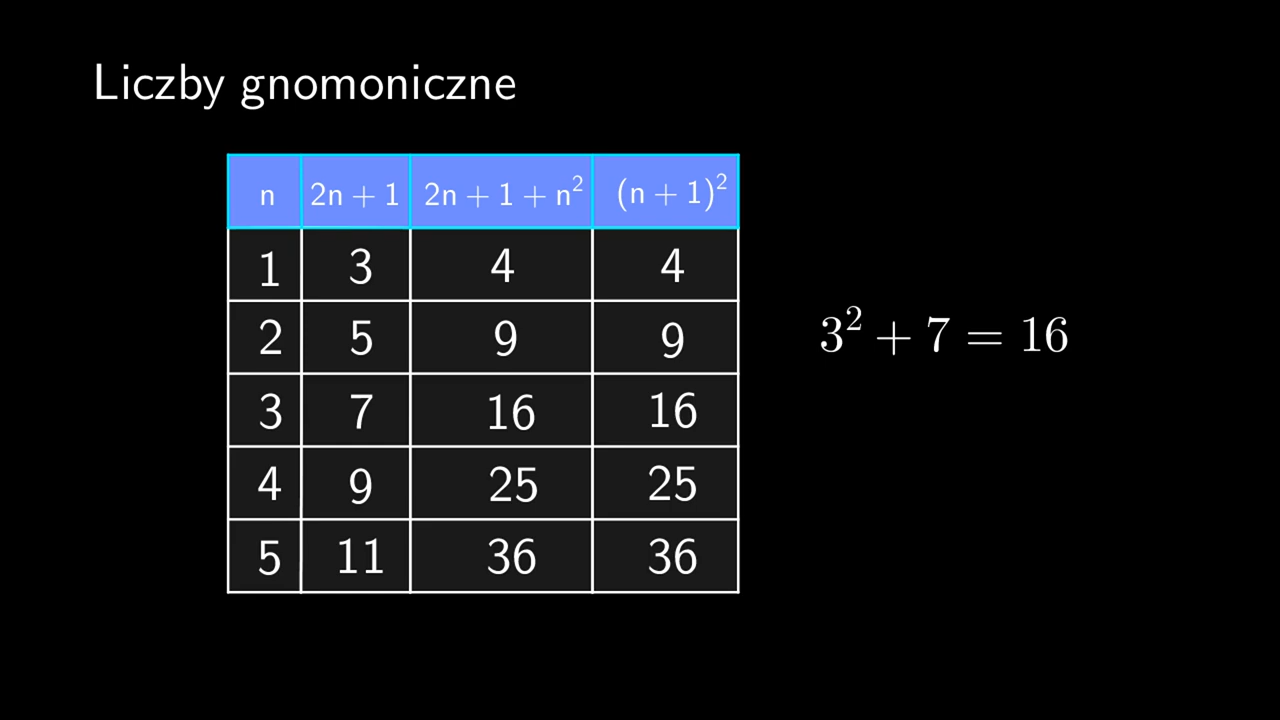 Liczby gnomoniczne
n 2n + 1 2n + 1 + n² (n + 1)²
1 3 4 4
2 5 9 9
3² + 7 = 16
3 7 16 16
4 9 25 25
5 11 36 36